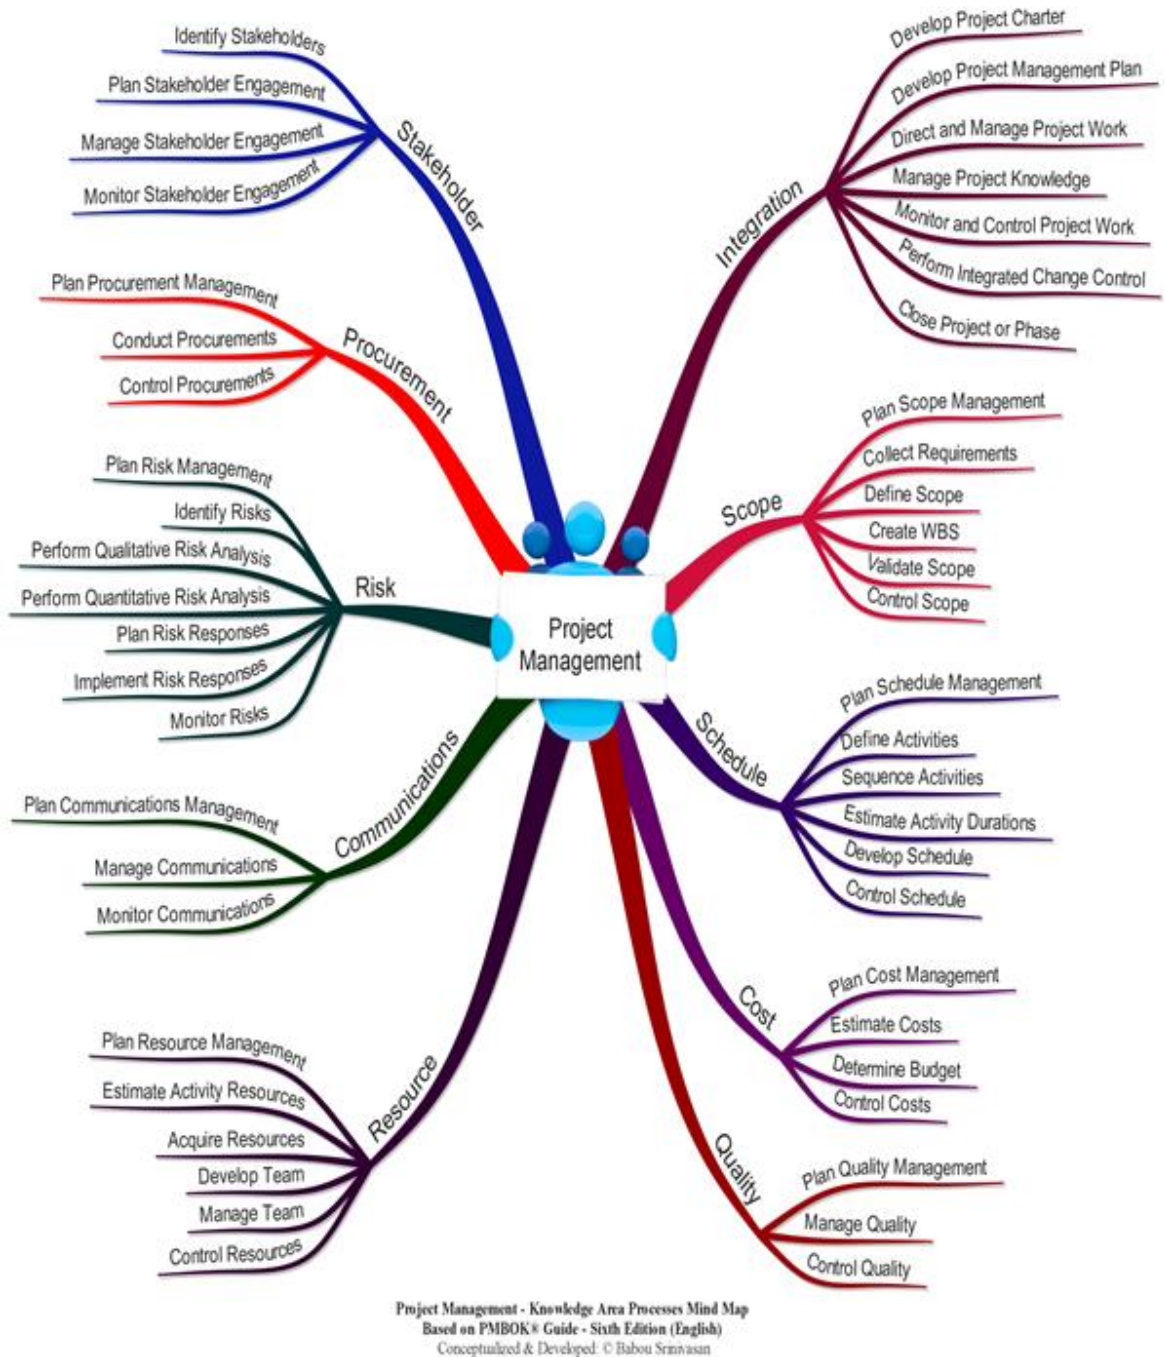 Project
Management
Integration
Develop Project Charter
Develop Project Management Plan
Direct and Manage Project Work
Manage Project Knowledge
Monitor and Control Project Work
Perform Integrated Change Control
Close Project or Phase
Scope
Plan Scope Management
Collect Requirements
Define Scope
Create WBS
Validate Scope
Control Scope
Schedule
Plan Schedule Management
Define Activities
Sequence Activities
Estimate Activity Durations
Develop Schedule
Control Schedule
Cost
Plan Cost Management
Estimate Costs
Determine Budget
Control Costs
Quality
Plan Quality Management
Manage Quality
Control Quality
Resource
Plan Resource Management
Estimate Activity Resources
Acquire Resources
Develop Team
Manage Team
Control Resources
Communications
Plan Communications Management
Manage Communications
Monitor Communications
Risk
Plan Risk Management
Identify Risks
Perform Qualitative Risk Analysis
Perform Quantitative Risk Analysis
Plan Risk Responses
Implement Risk Responses
Monitor Risks
Procurement
Plan Procurement Management
Conduct Procurements
Control Procurements
Stakeholder
Identify Stakeholders
Plan Stakeholder Engagement
Manage Stakeholder Engagement
Monitor Stakeholder Engagement
Project Management - Knowledge Area Processes Mind Map
Based on PMBOK® Guide - Sixth Edition (English)
Conceptualized & Developed: © Babou Srinivasan